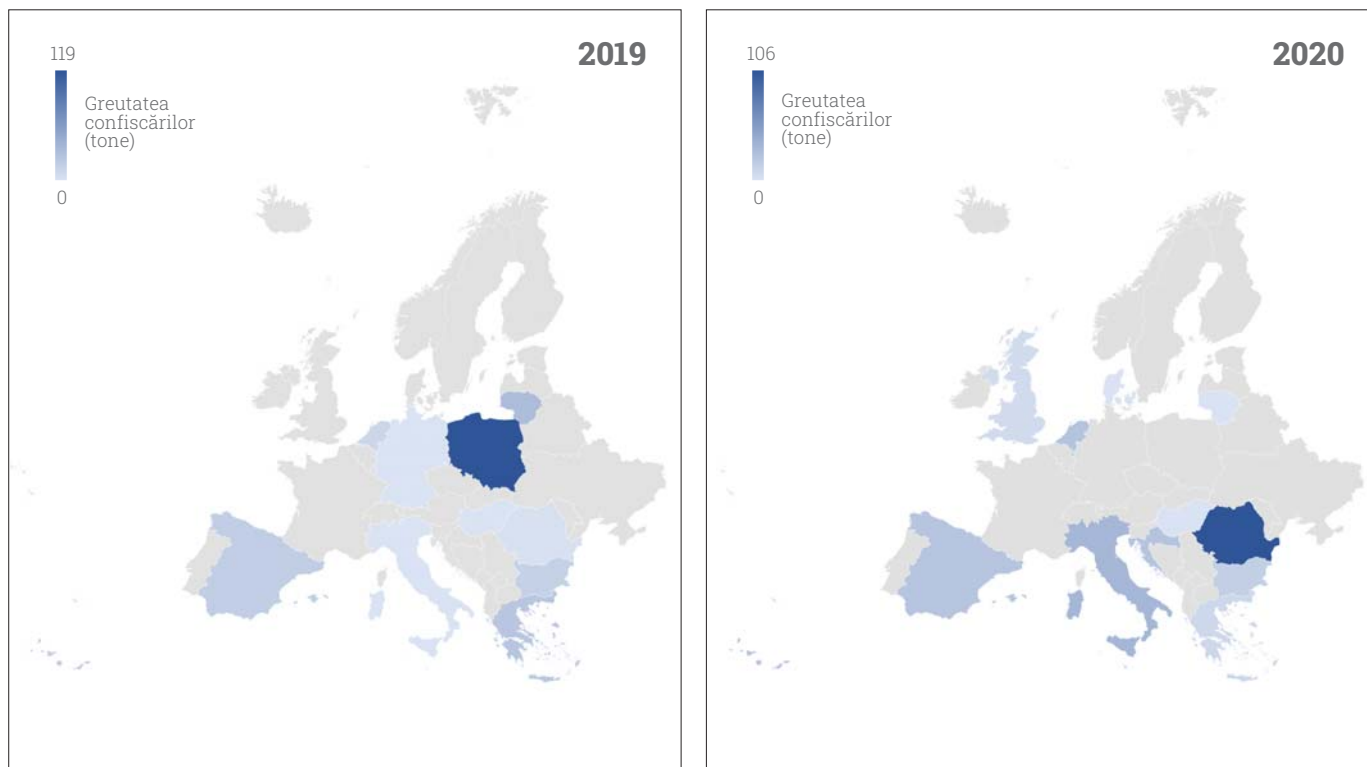 119
2019
Greutatea
confiscărilor
(tone)
0
106
2020
Greutatea
confiscărilor
(tone)
0